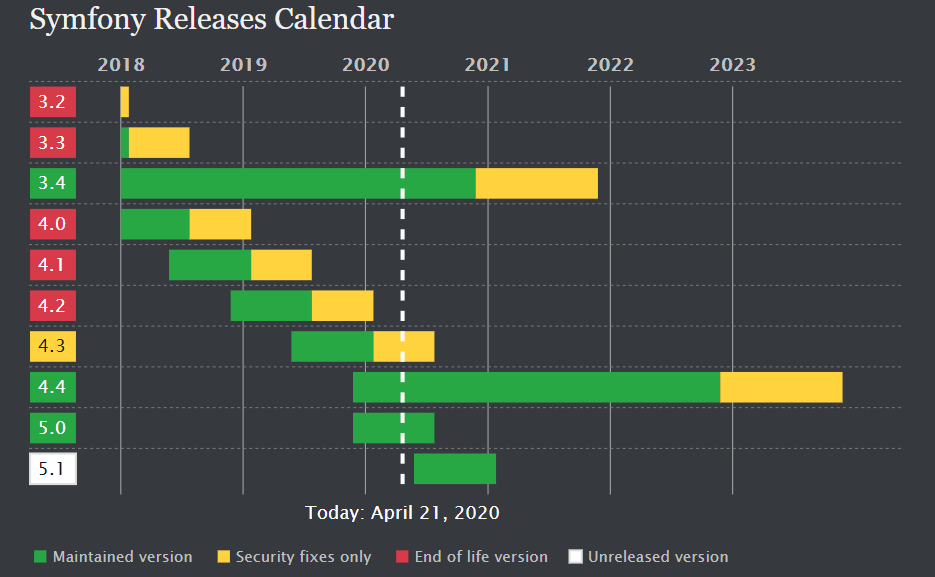 Symfony Releases Calendar
2018 2019 2020 2021 2022 2023
3.2
3.3
3.4
4.0
4.1
4.2
4.3
4.4
5.0
5.1
Today: April 21, 2020
Maintained version Security fixes only End of life version Unreleased version